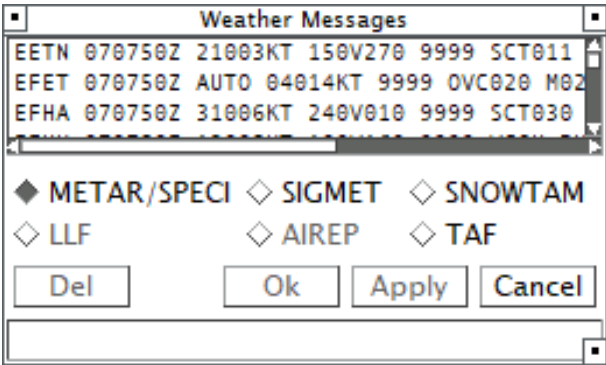 Weather Messages
EETN 070750Z 21003KT 150V270 9999 SCT011
EFET 070750Z AUTO 04014KT 9999 OVC020 M02
EFHA 070750Z 31006KT 240V010 9999 SCT030
METAR/SPECI SIGMET SNOWTAM
LLF AIREP TAF
Del Ok Apply Cancel